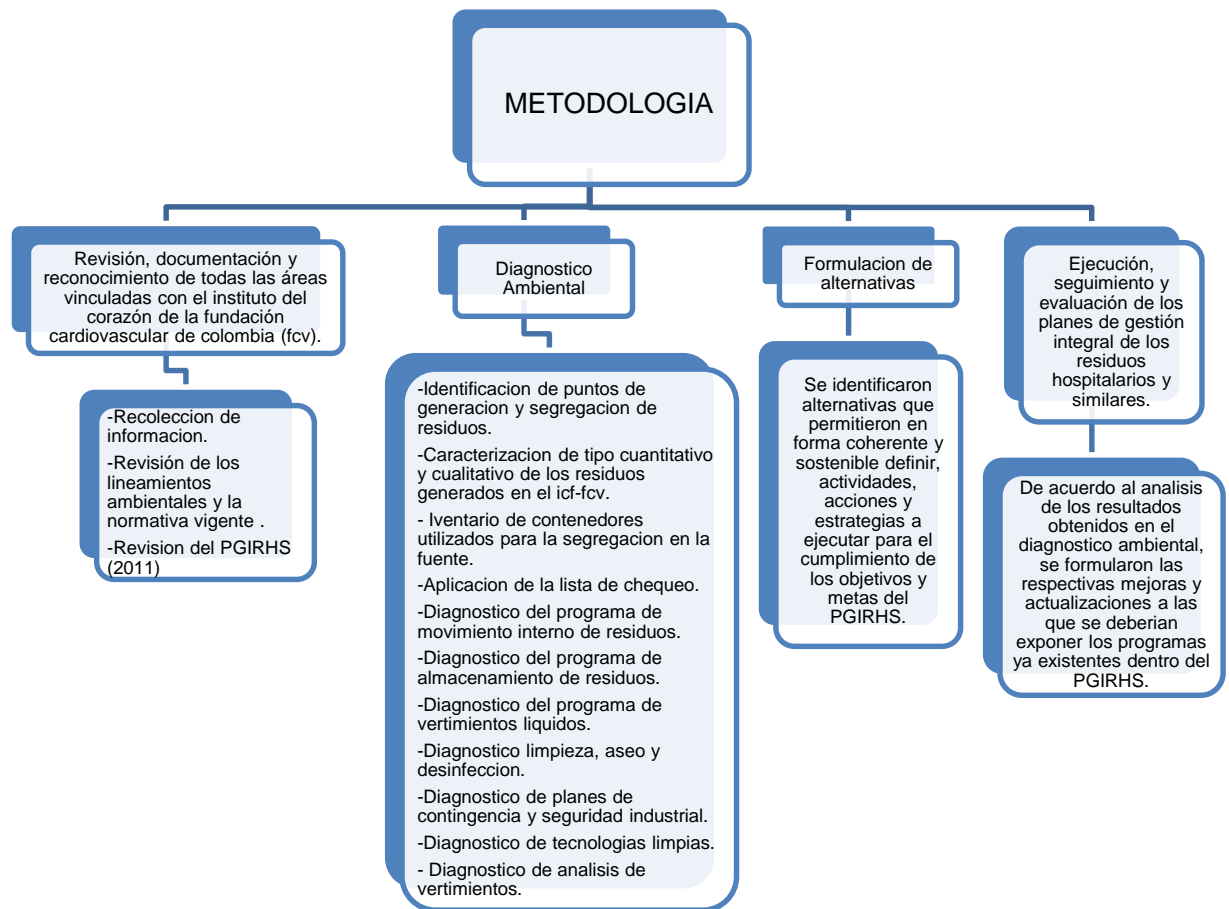 METODOLOGIA
Revisión, documentación y
reconocimiento de todas las áreas
vinculadas con el instituto del
corazón de la fundación
cardiovascular de colombia (fcv).
-Recoleccion de
informacion.
-Revisión de los
lineamientos
ambientales y la
normativa vigente .
-Revision del PGIRHS
(2011)
Diagnostico
Ambiental
-Identificacion de puntos de
generacion y segregacion de
residuos.
-Caracterizacion de tipo cuantitativo
y cualitativo de los residuos
generados en el icf-fcv.
- Iventario de contenedores
utilizados para la segregacion en la
fuente.
-Aplicacion de la lista de chequeo.
-Diagnostico del programa de
movimiento interno de residuos.
-Diagnostico del programa de
almacenamiento de residuos.
-Diagnostico del programa de
vertimientos liquidos.
-Diagnostico limpieza, aseo y
desinfeccion.
-Diagnostico de planes de
contingencia y seguridad industrial.
-Diagnostico de tecnologias limpias.
- Diagnostico de analisis de
vertimientos.
Formulacion de
alternativas
Se identificaron
alternativas que
permitieron en
forma coherente y
sostenible definir,
actividades,
acciones y
estrategias a
ejecutar para el
cumplimiento de
los objetivos y
metas del
PGIRHS.
Ejecución,
seguimiento y
evaluación de los
planes de gestión
integral de los
residuos
hospitalarios y
similares.
De acuerdo al analisis
de los resultados
obtenidos en el
diagnostico ambiental,
se formularon las
respectivas mejoras y
actualizaciones a las
que se deberian
exponer los programas
ya existentes dentro del
PGIRHS.